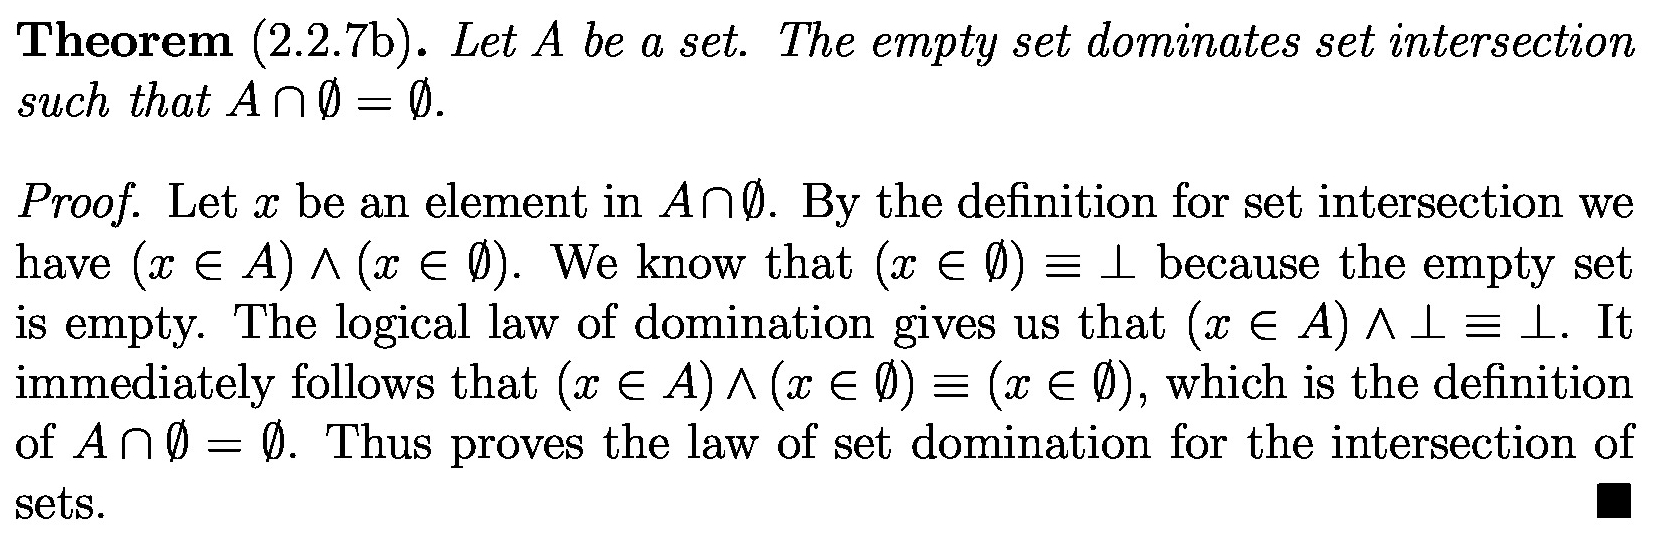 Theorem (2.2.7b). Let A be a set. The empty set dominates set intersection
such that A ∩ ∅ = ∅.
Proof. Let x be an element in A∩∅. By the definition for set intersection we
have (x ∈ A) ∧ (x ∈ ∅). We know that (x ∈ ∅) ≡ ⊥ because the empty set
is empty. The logical law of domination gives us that (x ∈ A) ∧ ⊥ ≡ ⊥. It
immediately follows that (x ∈ A) ∧ (x ∈ ∅) ≡ (x ∈ ∅), which is the definition
of A ∩ ∅ = ∅. Thus proves the law of set domination for the intersection of
sets. ■